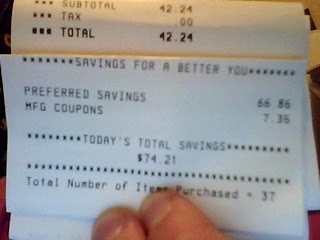 *** SUBTOTAL 42.24
*** TAX .00
*** TOTAL 42.24
*******SAVINGS FOR A BETTER YOU*******
PREFERRED SAVINGS 66.86
MFG COUPONS 7.35
********TODAY'S TOTAL SAVINGS********
$74.21
**************************************
Total Number of Items Purchased = 37